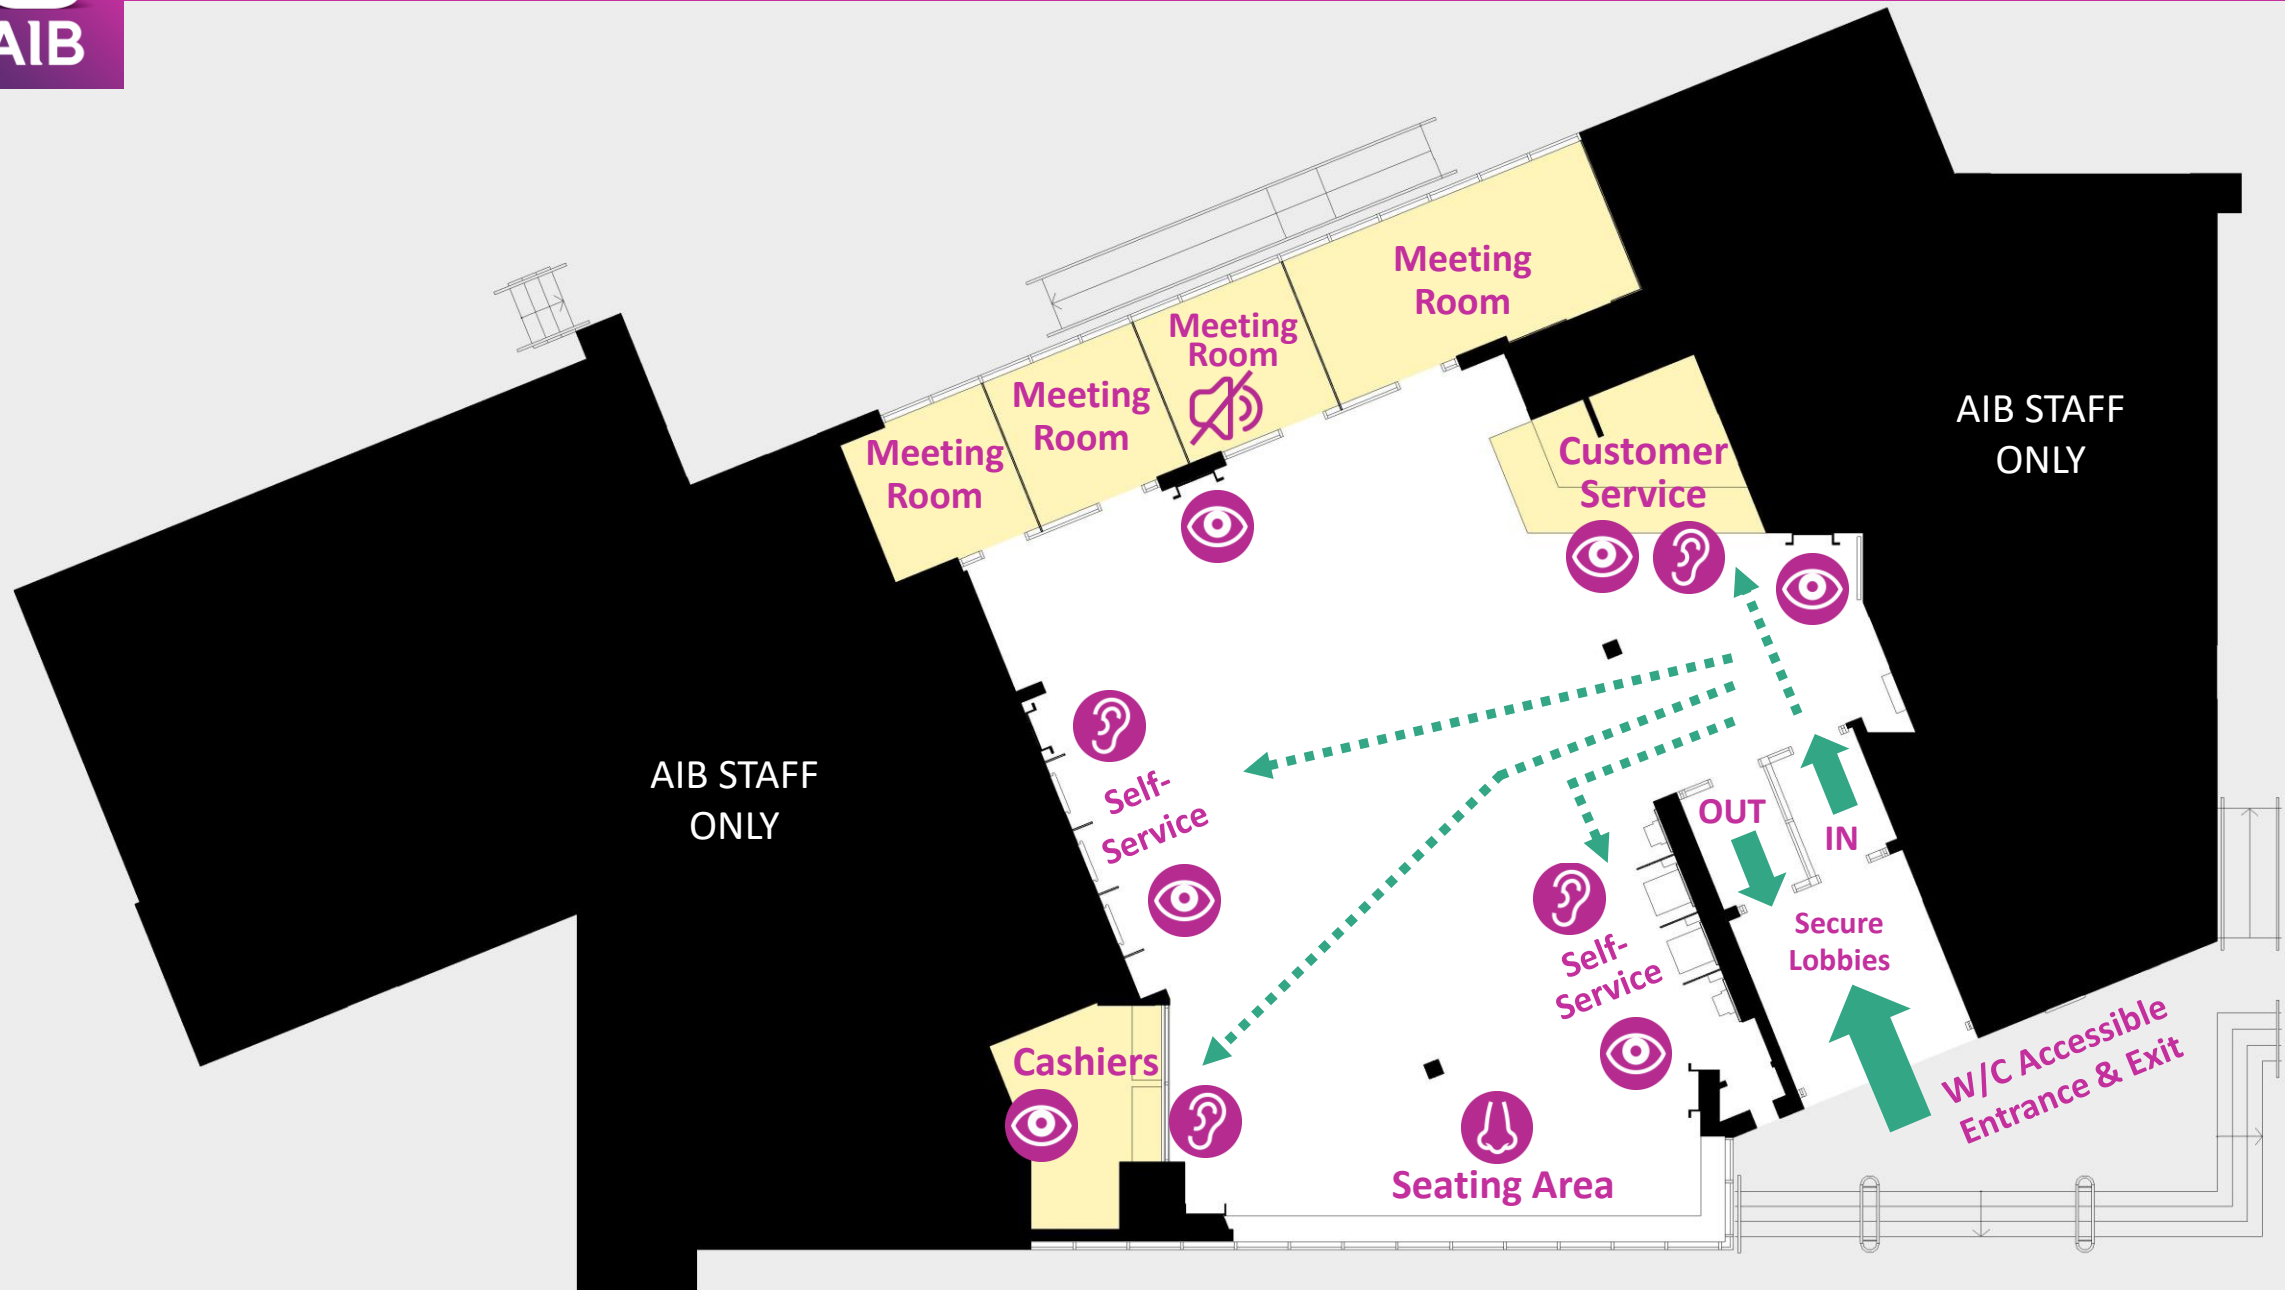 AIB
Meeting
Room
Meeting
Room
Meeting
Room
Meeting
Room
Customer
Service
AIB STAFF
ONLY
AIB STAFF
ONLY
Self-
Service
OUT
IN
Secure
Lobbies
Self-
Service
W/C Accessible
Entrance & Exit
Cashiers
Seating Area